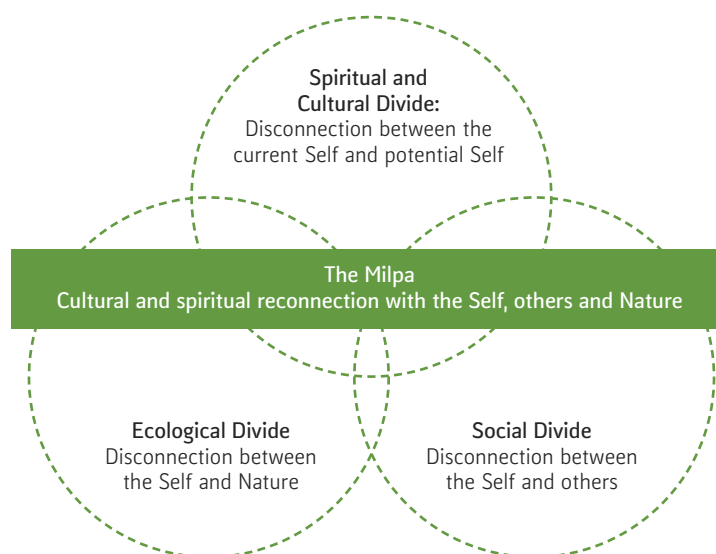 Spiritual and
Cultural Divide:
Disconnection between the
current Self and potential Self
The Milpa
Cultural and spiritual reconnection with the Self, others and Nature
Ecological Divide
Disconnection between
the Self and Nature
Social Divide
Disconnection between
the Self and others